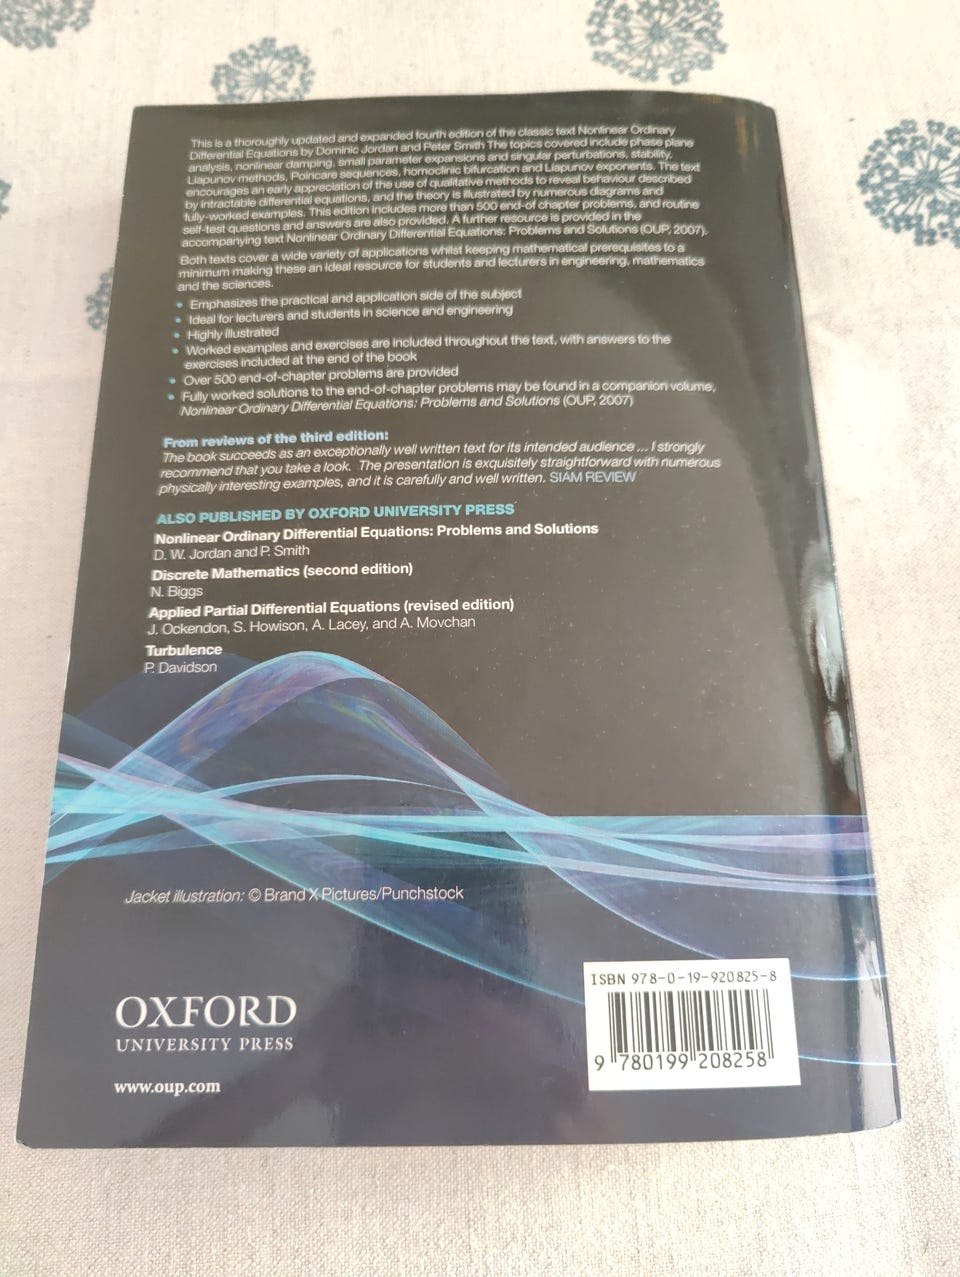 This is a thoroughly updated and expanded fourth edition of the classic text Nonlinear Ordinary
Differential Equations by Dominic Jordan and Peter Smith The topics covered include phase plane
analysis, nonlinear damping, small parameter expansions and singular perturbations, stability,
Liapunov methods, Poincare sequences, homoclinic bifurcation and Liapunov exponents. The text
encourages an early appreciation of the use of qualitative methods to reveal behaviour described
by intractable differential equations, and the theory is illustrated by numerous diagrams and
fully-worked examples. This edition includes more than 500 end-of chapter problems, and routine
self-test questions and answers are also provided. A further resource is provided in the
accompanying text Nonlinear Ordinary Differential Equations: Problems and Solutions (OUP, 2007).
Both texts cover a wide variety of applications whilst keeping mathematical prerequisites to a
minimum making these an ideal resource for students and lecturers in engineering, mathematics
and the sciences.
• Emphasizes the practical and application side of the subject
• Ideal for lecturers and students in science and engineering
• Highly illustrated
• Worked examples and exercises are included throughout the text, with answers to the
exercises included at the end of the book
• Over 500 end-of-chapter problems are provided
• Fully worked solutions to the end-of-chapter problems may be found in a companion volume,
Nonlinear Ordinary Differential Equations: Problems and Solutions (OUP, 2007)
From reviews of the third edition:
The book succeeds as an exceptionally well written text for its intended audience ... I strongly
recommend that you take a look. The presentation is exquisitely straightforward with numerous
physically interesting examples, and it is carefully and well written. SIAM REVIEW
ALSO PUBLISHED BY OXFORD UNIVERSITY PRESS
Nonlinear Ordinary Differential Equations: Problems and Solutions
D. W. Jordan and P. Smith
Discrete Mathematics (second edition)
N. Biggs
Applied Partial Differential Equations (revised edition)
J. Ockendon, S. Howison, A. Lacey, and A. Movchan
Turbulence
P. Davidson
Jacket illustration: © Brand X Pictures/Punchstock
OXFORD
UNIVERSITY PRESS
www.oup.com
ISBN 978-0-19-920825-8
9 780199 208258